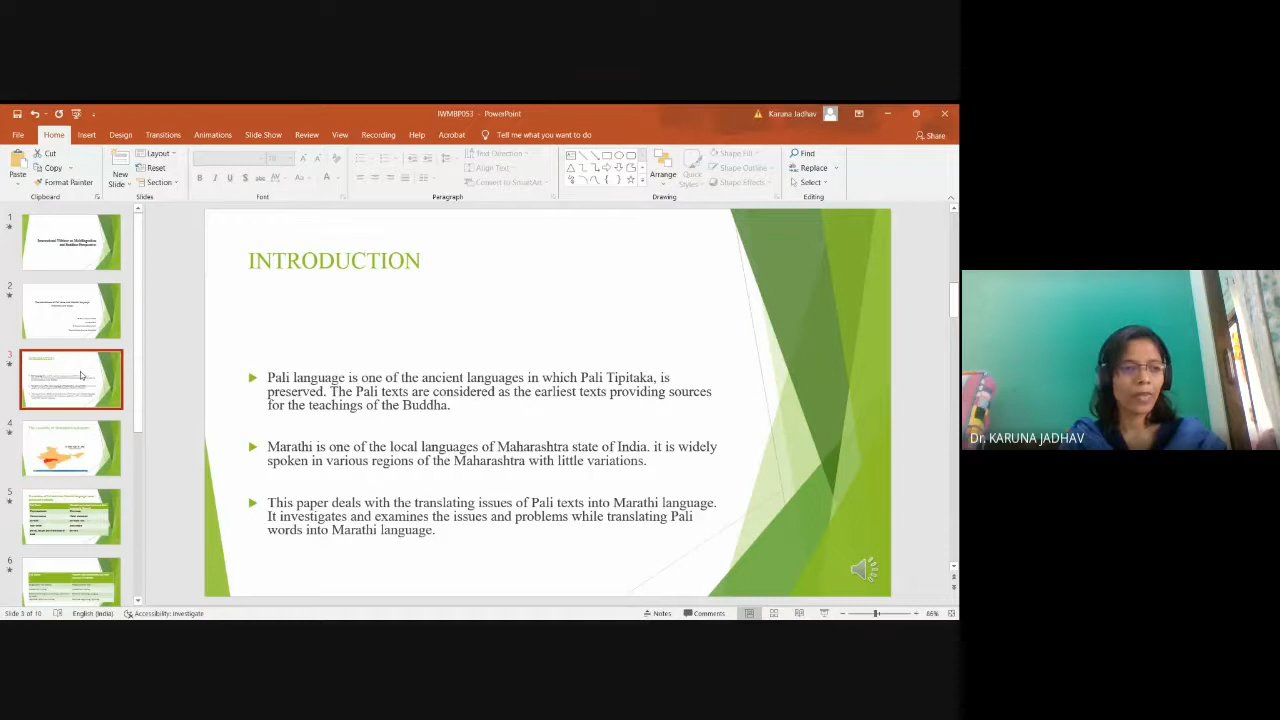 IWMBP053 - PowerPoint
Karuna Jadhav
File Home Insert Design Transitions Animations Slide Show Review View Recording Help Acrobat Tell me what you want to do
Share
Paste
Cut
Copy
Format Painter
Clipboard
New Slide
Layout
Reset
Section
Slides
Font
Text Direction
Align Text
Convert to SmartArt
Paragraph
Arrange
Quick Styles
Shape Fill
Shape Outline
Shape Effects
Drawing
Find
Replace
Select
Editing
1
2
3
4
5
6
INTRODUCTION
Pali language is one of the ancient languages in which Pali Tipitaka, is
preserved. The Pali texts are considered as the earliest texts providing sources
for the teachings of the Buddha.
Marathi is one of the local languages of Maharashtra state of India. it is widely
spoken in various regions of the Maharashtra with little variations.
This paper deals with the translating issues of Pali texts into Marathi language.
It investigates and examines the issues and problems while translating Pali
words into Marathi language.
Dr. KARUNA JADHAV
Slide 3 of 10 English (India) Accessibility: Investigate Notes Comments 86%